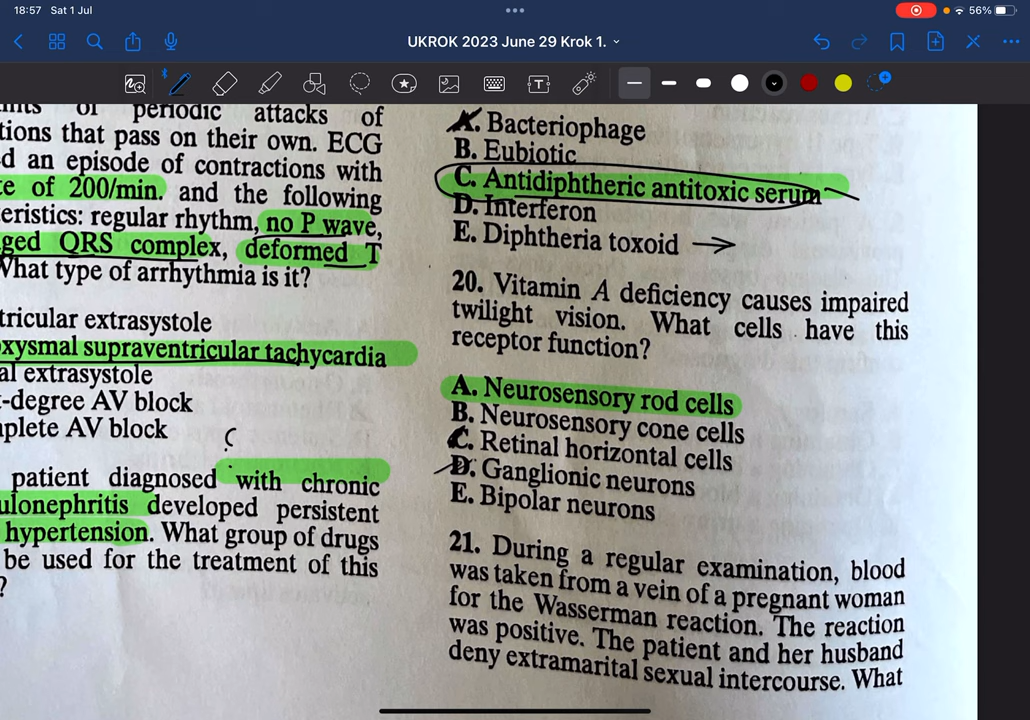 18:57 Sat 1 Jul
56%
UKROK 2023 June 29 Krok 1.
of periodic attacks of
tions that pass on their own. ECG
d an episode of contractions with
te of 200/min. and the following
eristics: regular rhythm, no P wave,
ged QRS complex, deformed T
What type of arrhythmia is it?
tricular extrasystole
oxysmal supraventricular tachycardia
al extrasystole
t-degree AV block
mplete AV block
patient diagnosed with chronic
ulonephritis developed persistent
hypertension. What group of drugs
be used for the treatment of this
?
A. Bacteriophage
B. Eubiotic
C. Antidiphtheric antitoxic serum
D. Interferon
E. Diphtheria toxoid
20. Vitamin A deficiency causes impaired
twilight vision. What cells have this
receptor function?
A. Neurosensory rod cells
B. Neurosensory cone cells
C. Retinal horizontal cells
D. Ganglionic neurons
E. Bipolar neurons
21. During a regular examination, blood
was taken from a vein of a pregnant woman
for the Wasserman reaction. The reaction
was positive. The patient and her husband
deny extramarital sexual intercourse. What